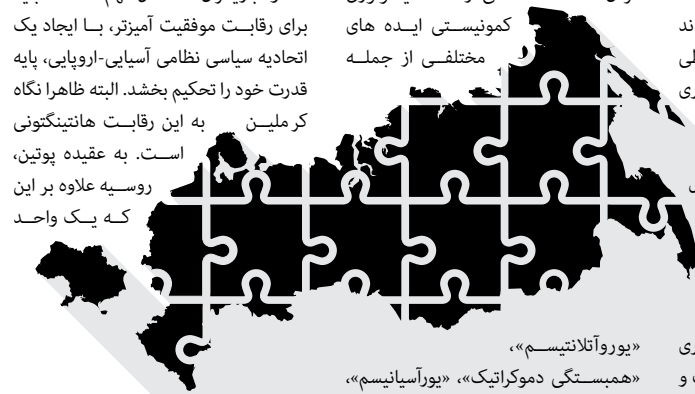 کمونیستی ایده های
مختلفی از جمله
«یوروآتلانتیسم»،
«همبستگی دموکراتیک»، «یورآسیانیسم»،
برای رقابت موفقیت آمیزتر، با ایجاد یک
اتحادیه سیاسی نظامی آسیایی-اروپایی، پایه
قدرت خود را تحکیم بخشد. البته ظاهرا نگاه
کرملین به این رقابت هانتینگتونی
است. به عقیده پوتین،
روسیه علاوه بر این
که یک واحد